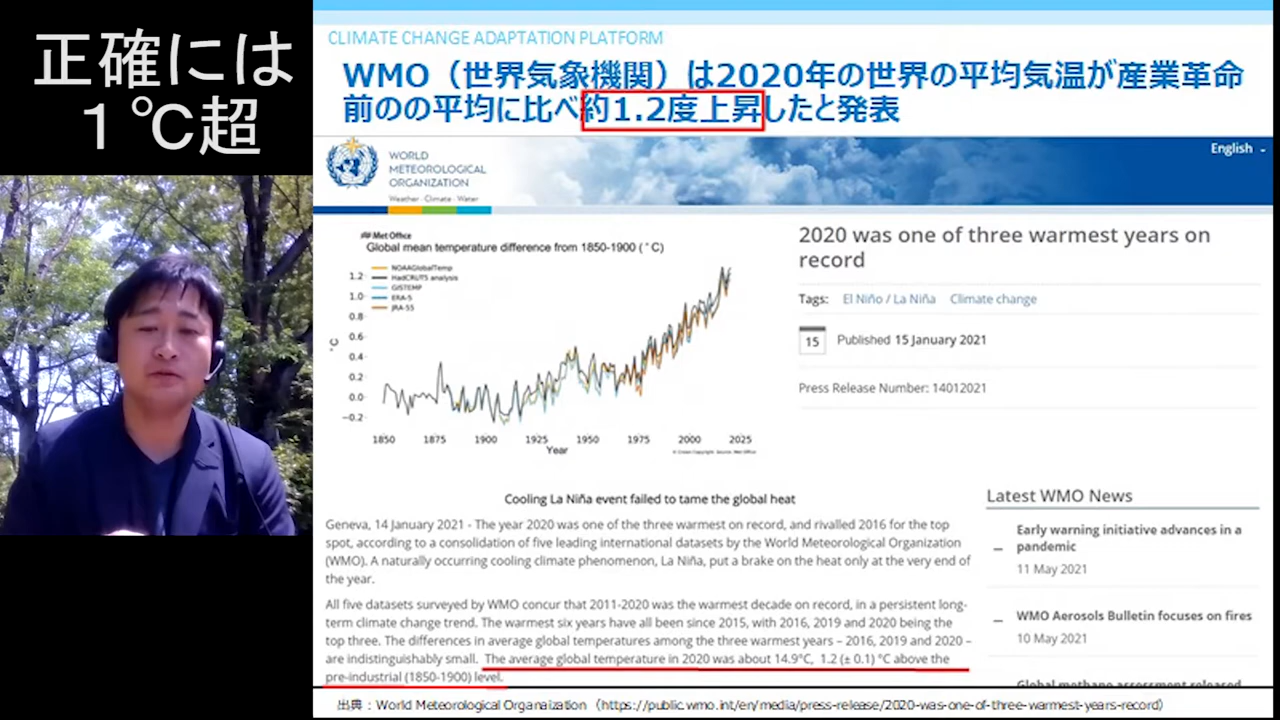 正確には
１℃超
CLIMATE CHANGE ADAPTATION PLATFORM
WMO（世界気象機関）は2020年の世界の平均気温が産業革命
前のの平均に比べ約1.2度上昇したと発表
WORLD
METEOROLOGICAL
ORGANIZATION
Weather · Climate · Water
English
Met Office
Global mean temperature difference from 1850-1900 (°C)
NOAAGlobalTemp
HadCRUT5 analysis
GISTEMP
ERA-5
JRA-55
1.2
1.0
0.8
0.6
0.4
0.2
0.0
−0.2
°C
1850 1875 1900 1925 1950 1975 2000 2025
Year
© Crown Copyright. Source: Met Office
2020 was one of three warmest years on
record
Tags: El Niño / La Niña Climate change
15 Published 15 January 2021
Press Release Number: 14012021
Cooling La Niña event failed to tame the global heat
Geneva, 14 January 2021 - The year 2020 was one of the three warmest on record, and rivalled 2016 for the top
spot, according to a consolidation of five leading international datasets by the World Meteorological Organization
(WMO). A naturally occurring cooling climate phenomenon, La Niña, put a brake on the heat only at the very end of
the year.
All five datasets surveyed by WMO concur that 2011-2020 was the warmest decade on record, in a persistent long-
term climate change trend. The warmest six years have all been since 2015, with 2016, 2019 and 2020 being the
top three. The differences in average global temperatures among the three warmest years – 2016, 2019 and 2020 –
are indistinguishably small. The average global temperature in 2020 was about 14.9°C, 1.2 (± 0.1) °C above the
pre-industrial (1850-1900) level.
Latest WMO News
Early warning initiative advances in a
pandemic
11 May 2021
WMO Aerosols Bulletin focuses on fires
10 May 2021
Global methane assessment released
出典：World Meteorological Organaization（https://public.wmo.int/en/media/press-release/2020-was-one-of-three-warmest-years-record）